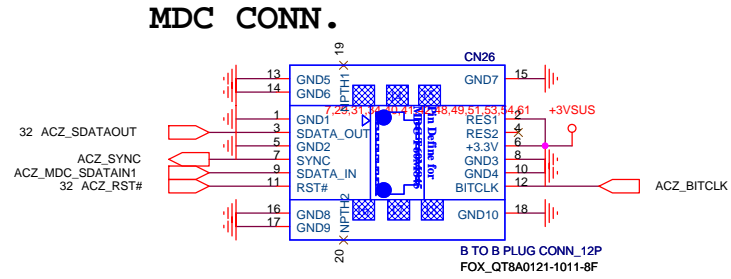 MDC CONN.
19
CN26
13
GND5
NPTH1
GND7
15
14
GND6
+3VSUS
1
GND1
RES1
2
32 ACZ_SDATAOUT
3
SDATA_OUT
RES2
4
5
GND2
+3.3V
6
ACZ_SYNC
7
SYNC
GND3
8
ACZ_MDC_SDATAIN1
9
SDATA_IN
GND4
10
32 ACZ_RST#
11
RST#
BITCLK
12
ACZ_BITCLK
Pin Define for
16
GND8
NPTH2
GND10
18
17
GND9
20
B TO B PLUG CONN_12P
FOX_QT8A0121-1011-8F